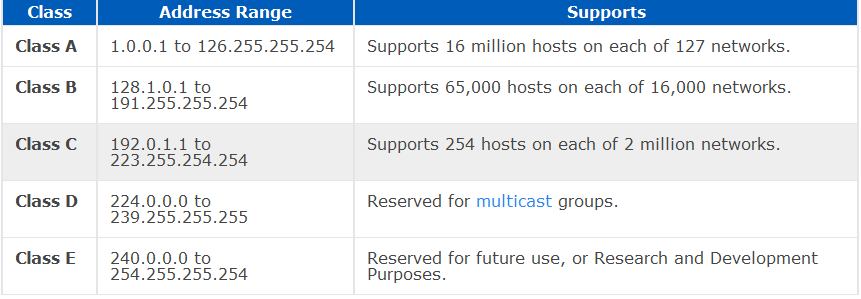 Class Address Range Supports
Class A 1.0.0.1 to 126.255.255.254 Supports 16 million hosts on each of 127 networks.
Class B 128.1.0.1 to Supports 65,000 hosts on each of 16,000 networks.
191.255.255.254
Class C 192.0.1.1 to Supports 254 hosts on each of 2 million networks.
223.255.254.254
Class D 224.0.0.0 to Reserved for multicast groups.
239.255.255.255
Class E 240.0.0.0 to Reserved for future use, or Research and Development
254.255.255.254 Purposes.